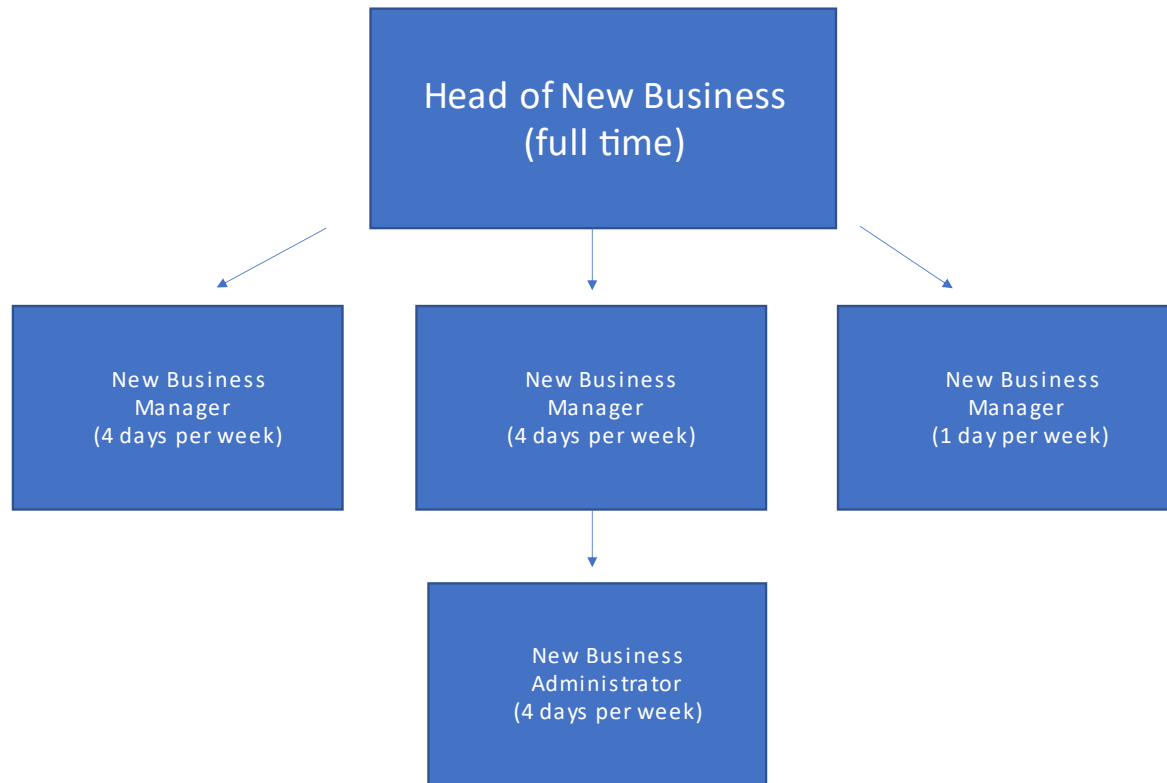 Head of New Business
(full time)
New Business
Manager
(4 days per week)
New Business
Manager
(4 days per week)
New Business
Manager
(1 day per week)
New Business
Administrator
(4 days per week)